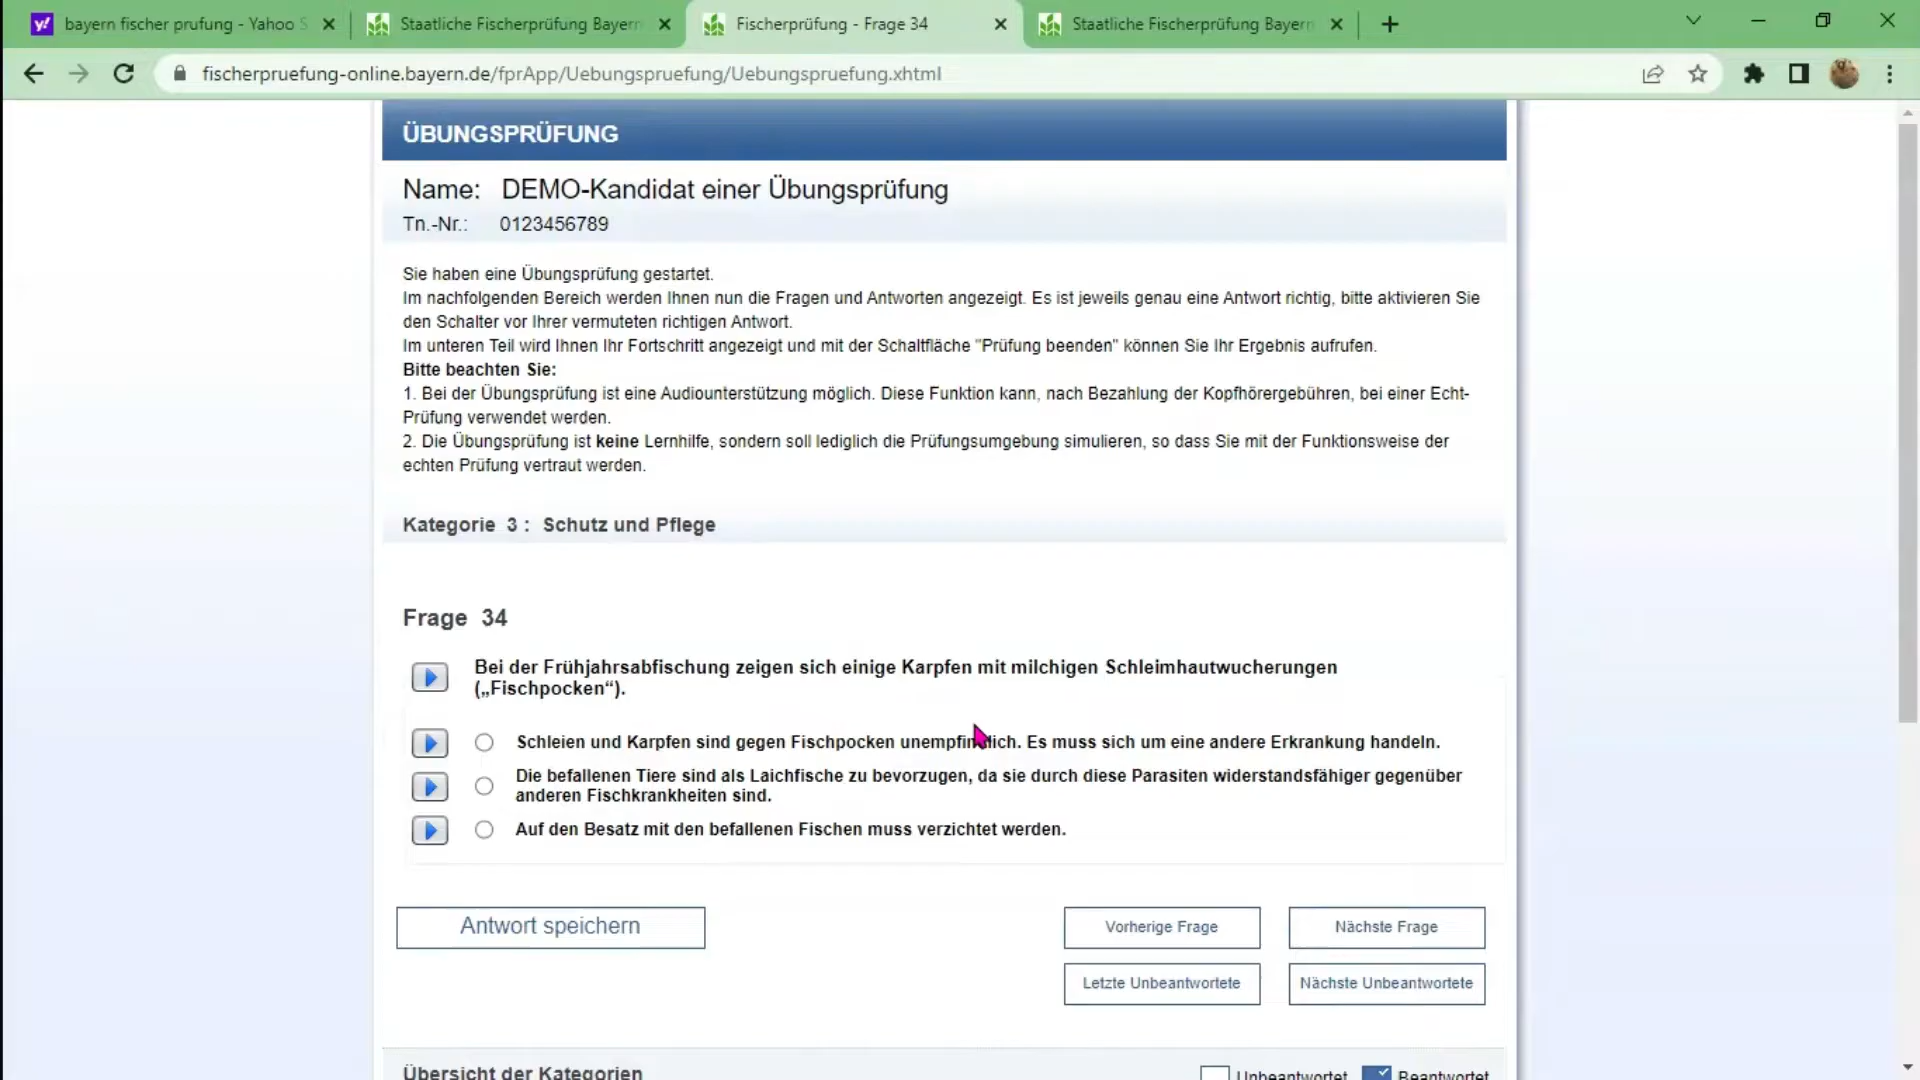 bayern fischer prufung - Yahoo S
Staatliche Fischerprüfung Bayern
Fischerprüfung - Frage 34
Staatliche Fischerprüfung Bayern
fischerpruefung-online.bayern.de/fprApp/Uebungspruefung/Uebungspruefung.xhtml
ÜBUNGSPRÜFUNG
Name: DEMO-Kandidat einer Übungsprüfung
Tn.-Nr.: 0123456789
Sie haben eine Übungsprüfung gestartet.
Im nachfolgenden Bereich werden Ihnen nun die Fragen und Antworten angezeigt. Es ist jeweils genau eine Antwort richtig, bitte aktivieren Sie
den Schalter vor Ihrer vermuteten richtigen Antwort.
Im unteren Teil wird Ihnen Ihr Fortschritt angezeigt und mit der Schaltfläche "Prüfung beenden" können Sie Ihr Ergebnis aufrufen.
Bitte beachten Sie:
1. Bei der Übungsprüfung ist eine Audiounterstützung möglich. Diese Funktion kann, nach Bezahlung der Kopfhörergebühren, bei einer Echt-
Prüfung verwendet werden.
2. Die Übungsprüfung ist keine Lernhilfe, sondern soll lediglich die Prüfungsumgebung simulieren, so dass Sie mit der Funktionsweise der
echten Prüfung vertraut werden.
Kategorie 3 : Schutz und Pflege
Frage 34
Bei der Frühjahrsabfischung zeigen sich einige Karpfen mit milchigen Schleimhautwucherungen
(„Fischpocken“).
Schleien und Karpfen sind gegen Fischpocken unempfindlich. Es muss sich um eine andere Erkrankung handeln.
Die befallenen Tiere sind als Laichfische zu bevorzugen, da sie durch diese Parasiten widerstandsfähiger gegenüber
anderen Fischkrankheiten sind.
Auf den Besatz mit den befallenen Fischen muss verzichtet werden.
Antwort speichern
Vorherige Frage
Nächste Frage
Letzte Unbeantwortete
Nächste Unbeantwortete
Übersicht der Kategorien
Unbeantwortet
Beantwortet